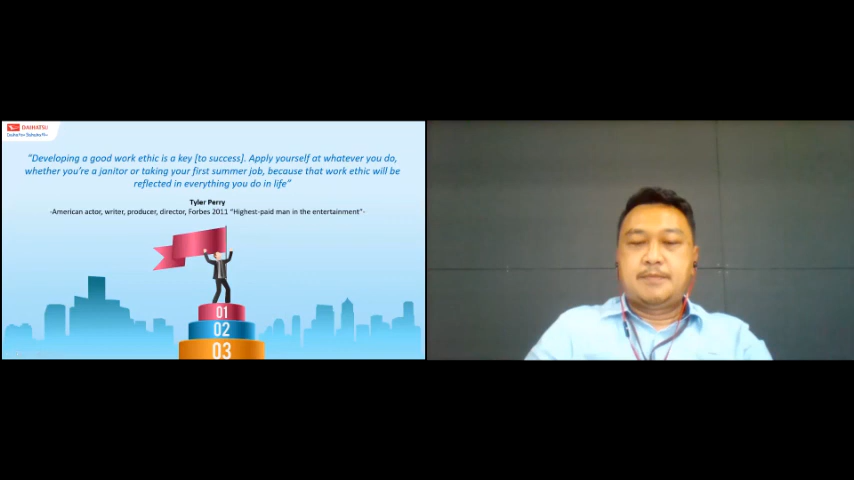 DAIHATSU
Daihatsu Sahabatku
"Developing a good work ethic is a key [to success]. Apply yourself at whatever you do,
whether you're a janitor or taking your first summer job, because that work ethic will be
reflected in everything you do in life"
Tyler Perry
-American actor, writer, producer, director, Forbes 2011 "Highest-paid man in the entertainment"-
01
02
03